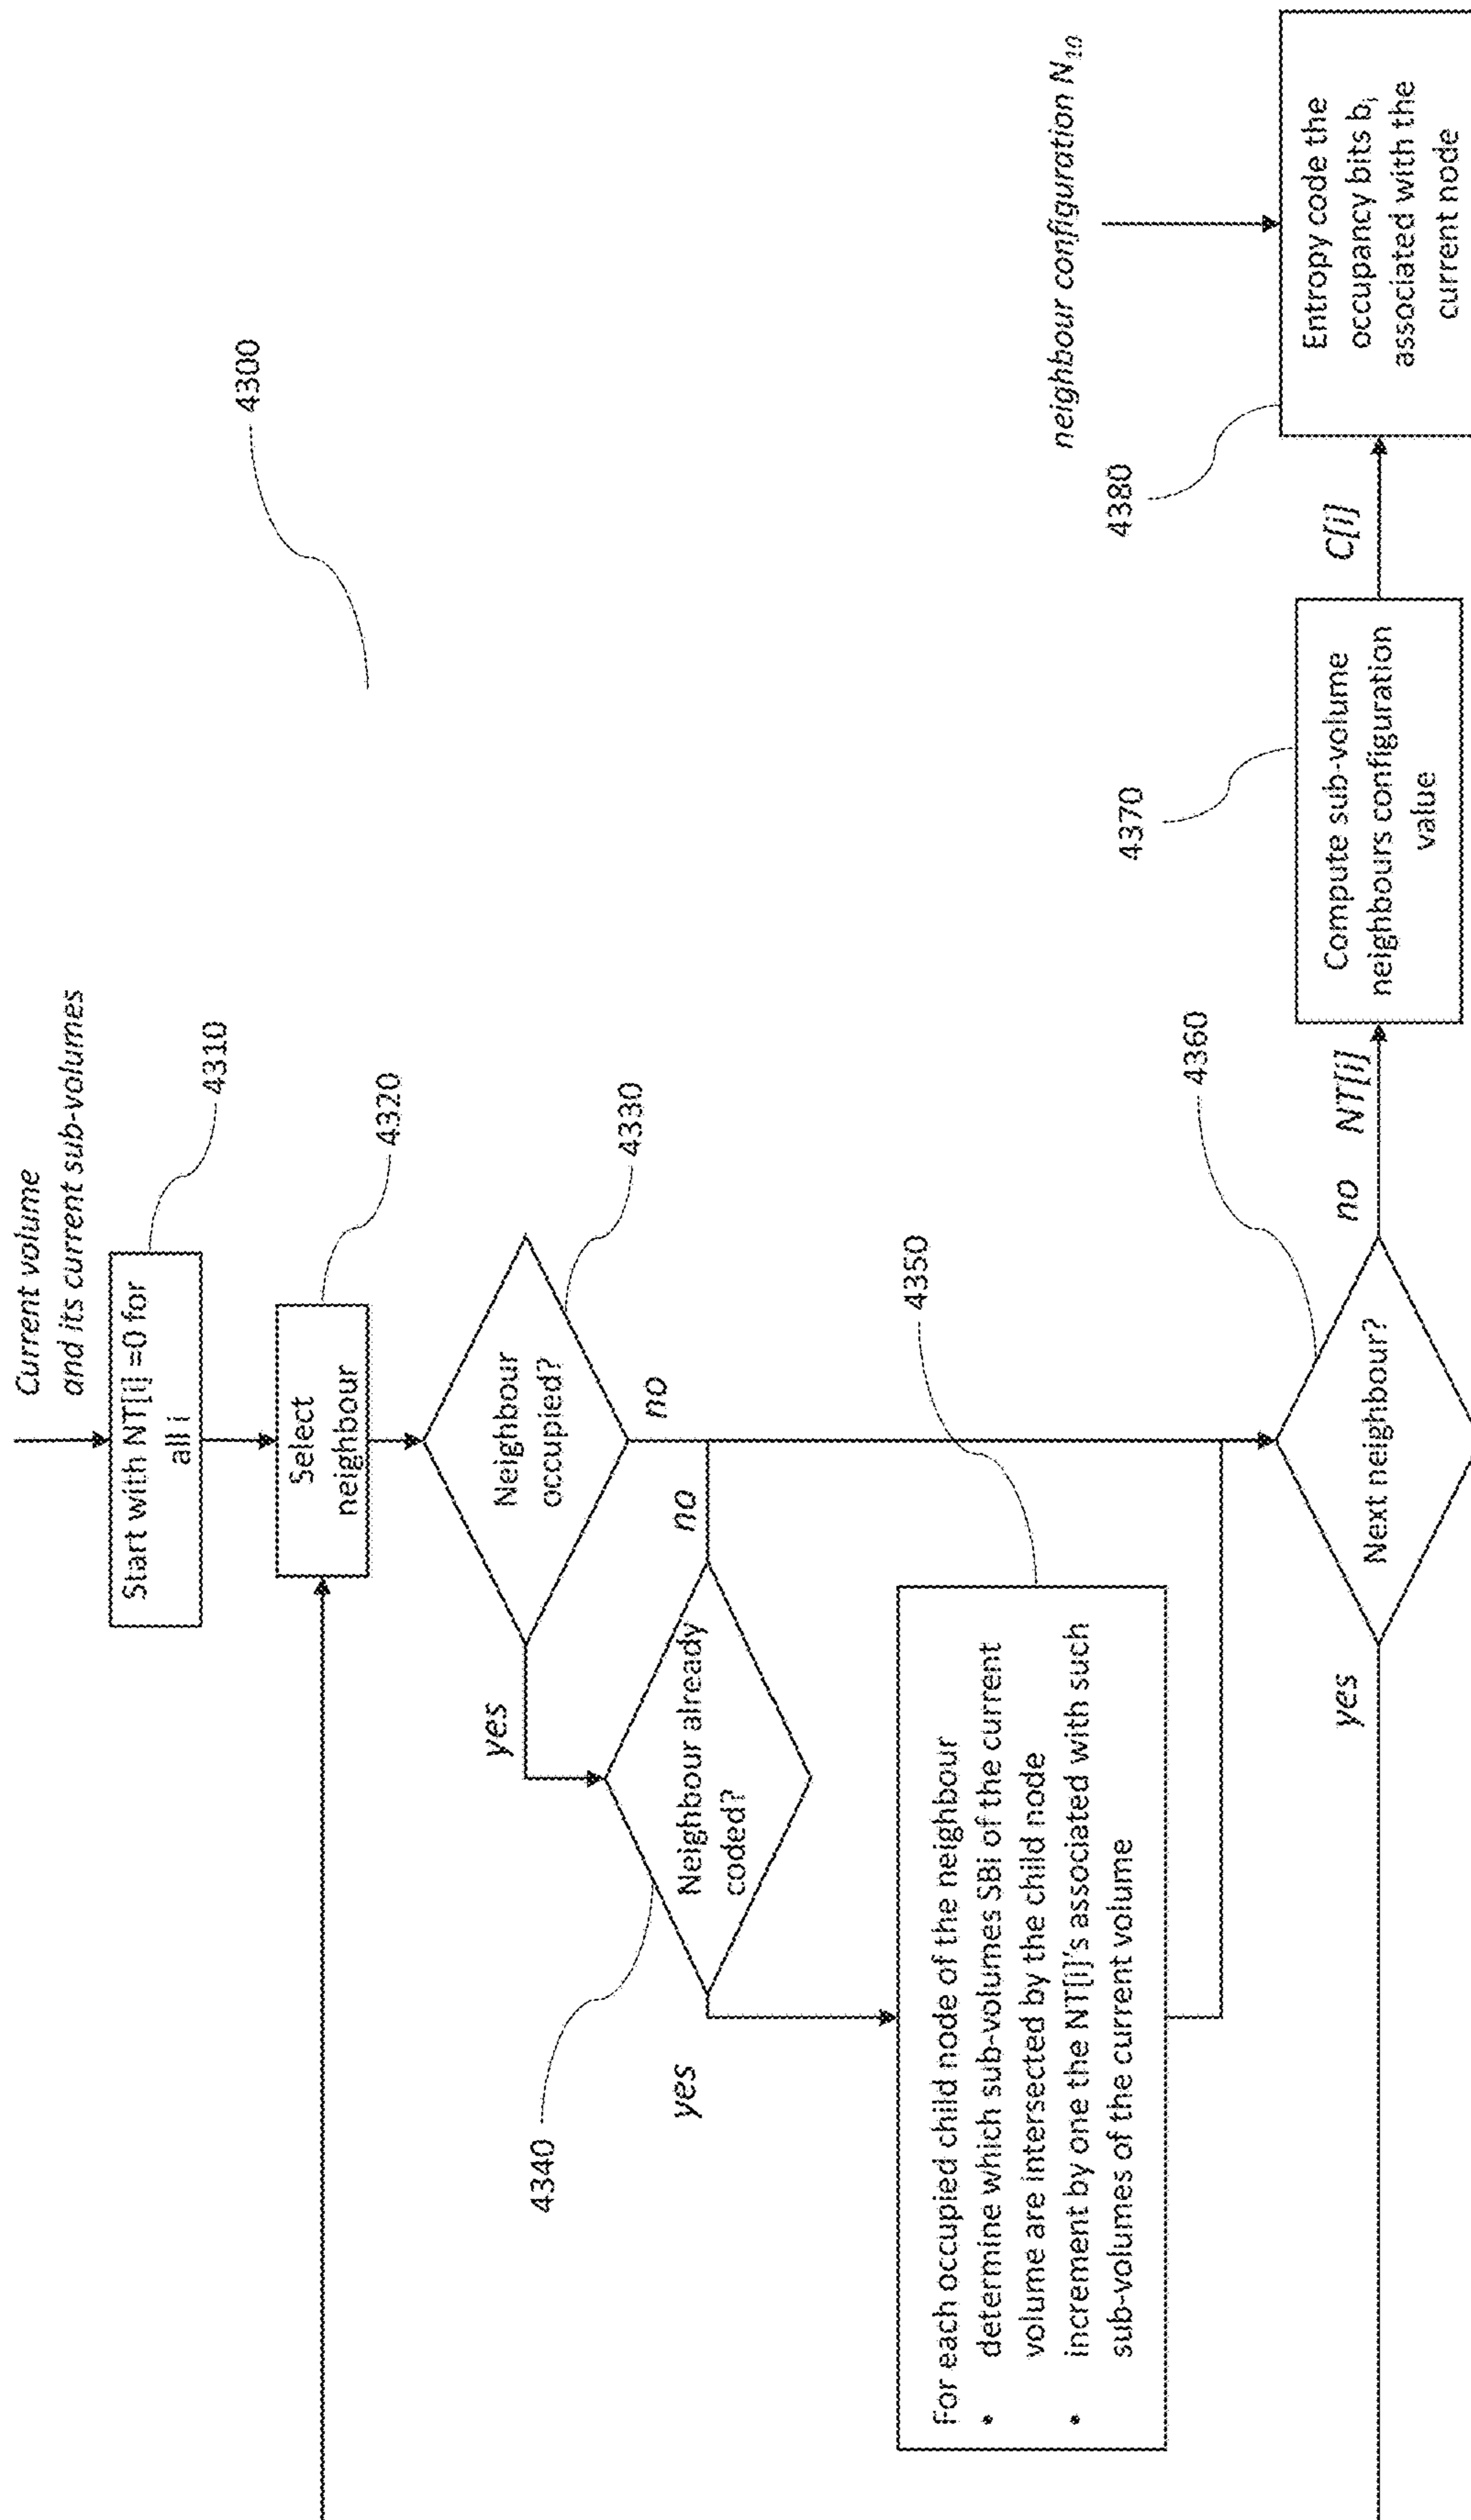 Current volume
and its current sub-volumes
4300
Start with NT[i] =0 for
all i
4310
Select
neighbour
4320
Neighbour
occupied?
4330
yes
no
Neighbour already
coded?
4340
no
yes
For each occupied child node of the neighbour
• determine which sub-volumes SBi of the current
volume are intersected by the child node
• increment by one the NT[i]'s associated with such
sub-volumes of the current volume
4350
Next neighbour?
4360
yes
no
NT[i]
Compute sub-volume
neighbours configuration
value
4370
C[i]
neighbour configuration N₁₀
4380
Entropy code the
occupancy bits bᵢ
associated with the
current node